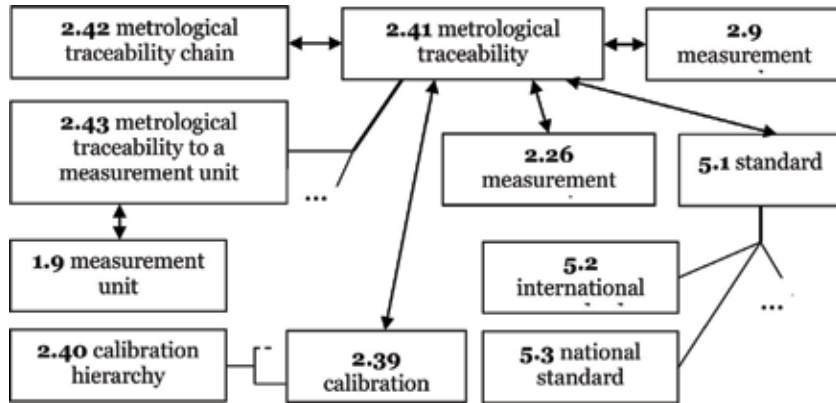 2.42 metrological
traceability chain
2.41 metrological
traceability
2.9
measurement
2.43 metrological
traceability to a
measurement unit
...
2.26
measurement
5.1 standard
1.9 measurement
unit
5.2
international
...
2.40 calibration
hierarchy
2.39
calibration
5.3 national
standard